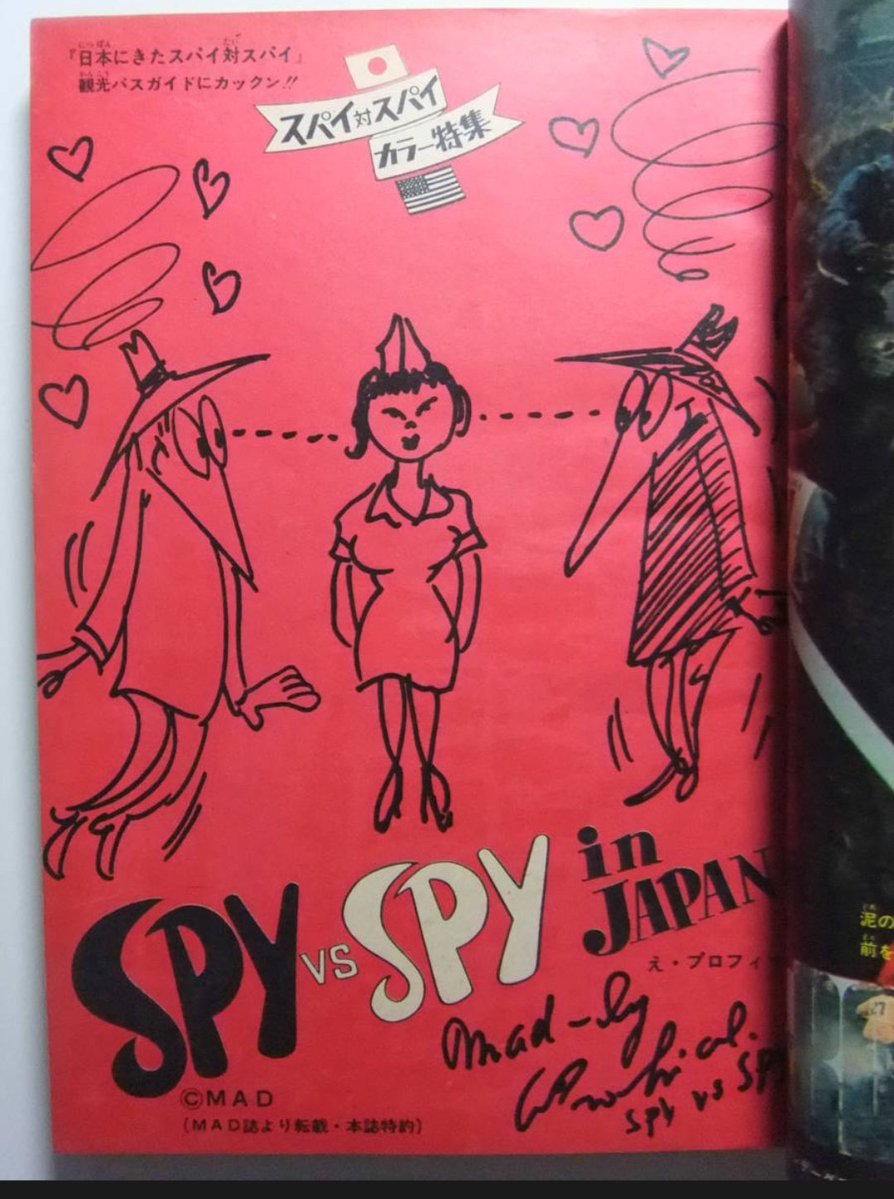 『日本にきたスパイ対スパイ』
観光バスガイドにカックン!!
スパイ対スパイ
カラー特集
SPY vs SPY in JAPAN
え・プロフィ
mad-ly
SPY vs SP
©MAD
(MAD誌より転載・本誌特約)
泥の
前を